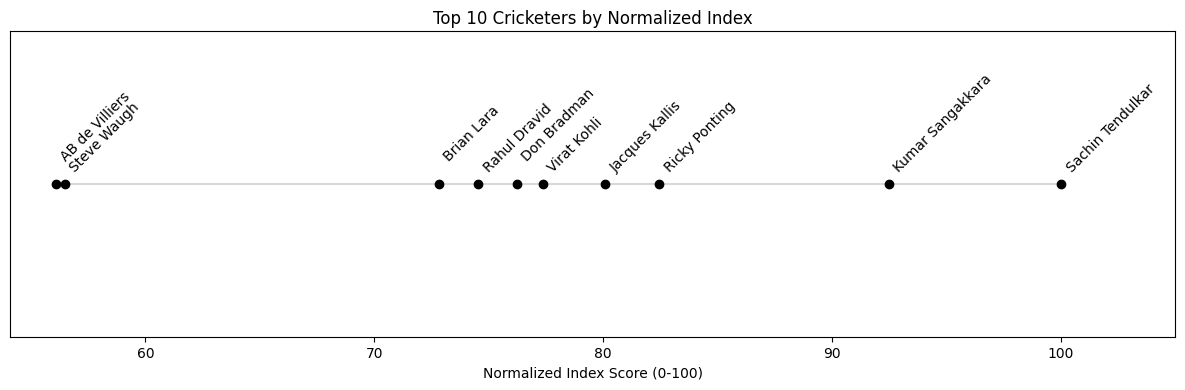 Top 10 Cricketers by Normalized Index
AB de Villiers
Steve Waugh
Brian Lara
Rahul Dravid
Don Bradman
Virat Kohli
Jacques Kallis
Ricky Ponting
Kumar Sangakkara
Sachin Tendulkar
60 70 80 90 100
Normalized Index Score (0-100)